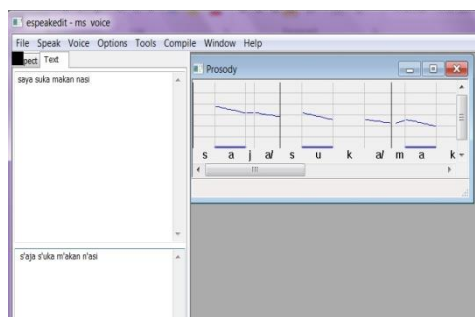 espeakedit - ms voice
File Speak Voice Options Tools Compile Window Help
pect Text
saya suka makan nasi
Prosody
s a j a/ s u k a/ m a k
s'aja s'uka m'akan n'asi